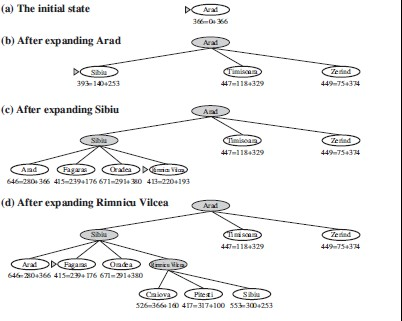 (a) The initial state
Arad
366=0+366
(b) After expanding Arad
Arad
Sibiu
Timisoara
Zerind
393=140+253
447=118+329
449=75+374
(c) After expanding Sibiu
Arad
Sibiu
Timisoara
Zerind
447=118+329
449=75+374
Arad
Fagaras
Oradea
Rimnicu Vilcea
646=280+366
415=239+176
671=291+380
413=220+193
(d) After expanding Rimnicu Vilcea
Arad
Sibiu
Timisoara
Zerind
447=118+329
449=75+374
Arad
Fagaras
Oradea
Rimnicu Vilcea
646=280+366
415=239+176
671=291+380
Craiova
Pitesti
Sibiu
526=366+160
417=317+100
553=300+253